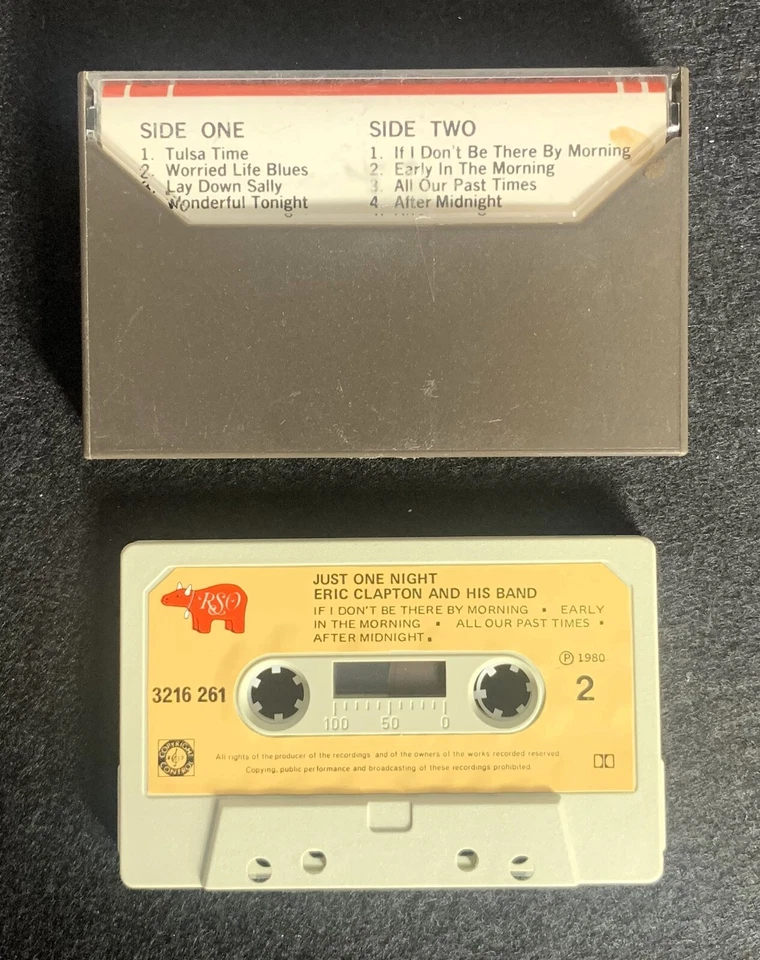 SIDE ONE
1. Tulsa Time
2. Worried Life Blues
Lay Down Sally
Wonderful Tonight
SIDE TWO
1. If I Don't Be There By Morning
2. Early In The Morning
3. All Our Past Times
4 After Midnight
RSO
JUST ONE NIGHT
ERIC CLAPTON AND HIS BAND
IF I DON'T BE THERE BY MORNING ▪ EARLY
IN THE MORNING ▪ ALL OUR PAST TIMES ▪
AFTER MIDNIGHT ▪
℗ 1980
3216 261
2
100 50 0
COPYRIGHT
CONTROL
All rights of the producer of the recordings and of the owners of the works recorded reserved
Copying, public performance and broadcasting of these recordings prohibited.